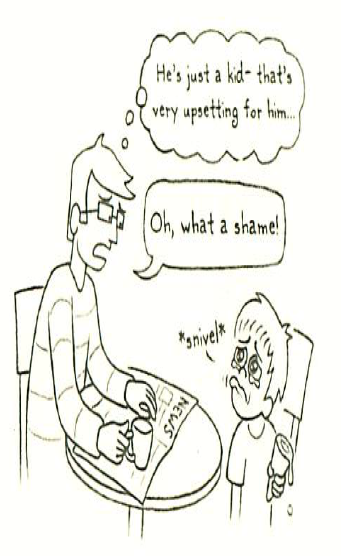 He's just a kid- that's
very upsetting for him...
Oh, what a shame!
*snivel*
NEWS